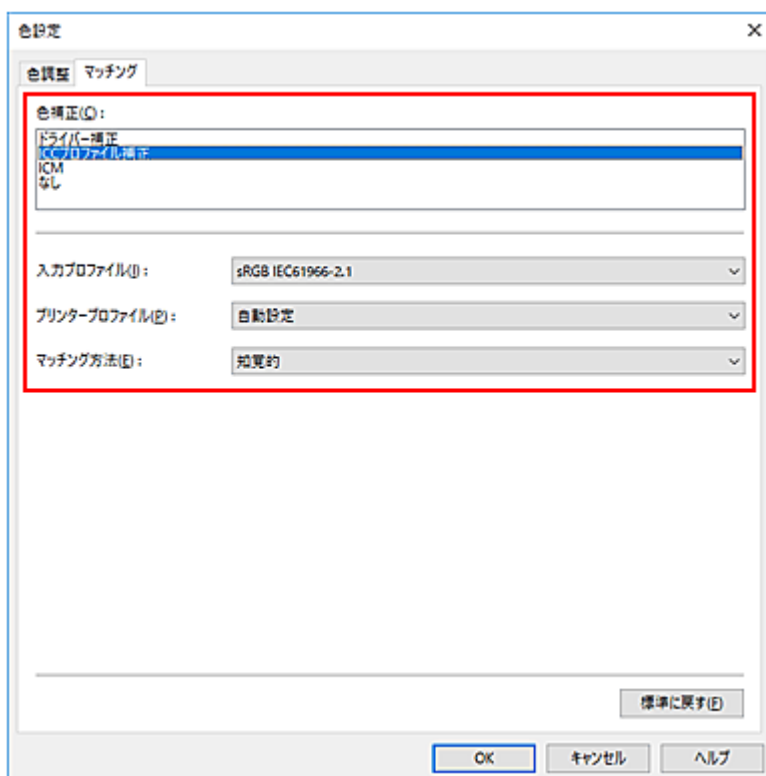 色設定
色調整 マッチング
色補正(C):
ドライバー補正
ICCプロファイル補正
ICM
なし
入力プロファイル(I): sRGB IEC61966-2.1
プリンタープロファイル(P): 自動設定
マッチング方法(E): 知覚的
標準に戻す(F)
OK キャンセル ヘルプ